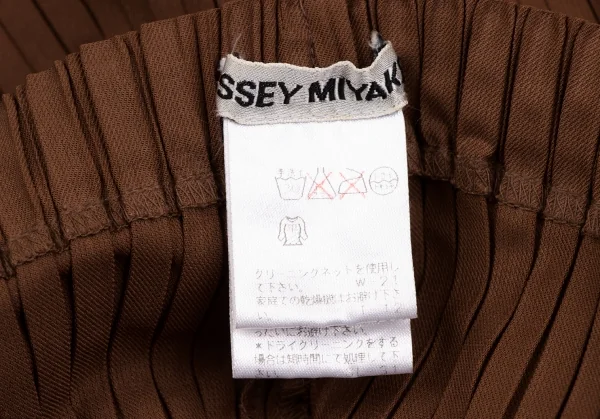 SSEY MIYAK
クリーニングネットを使用し
て下さい。 W 21
家庭での乾燥機はお避け下さ
い。
ったいにお避け下さい。
*ドライクリーニングをする
場合は短時間にて処理して下